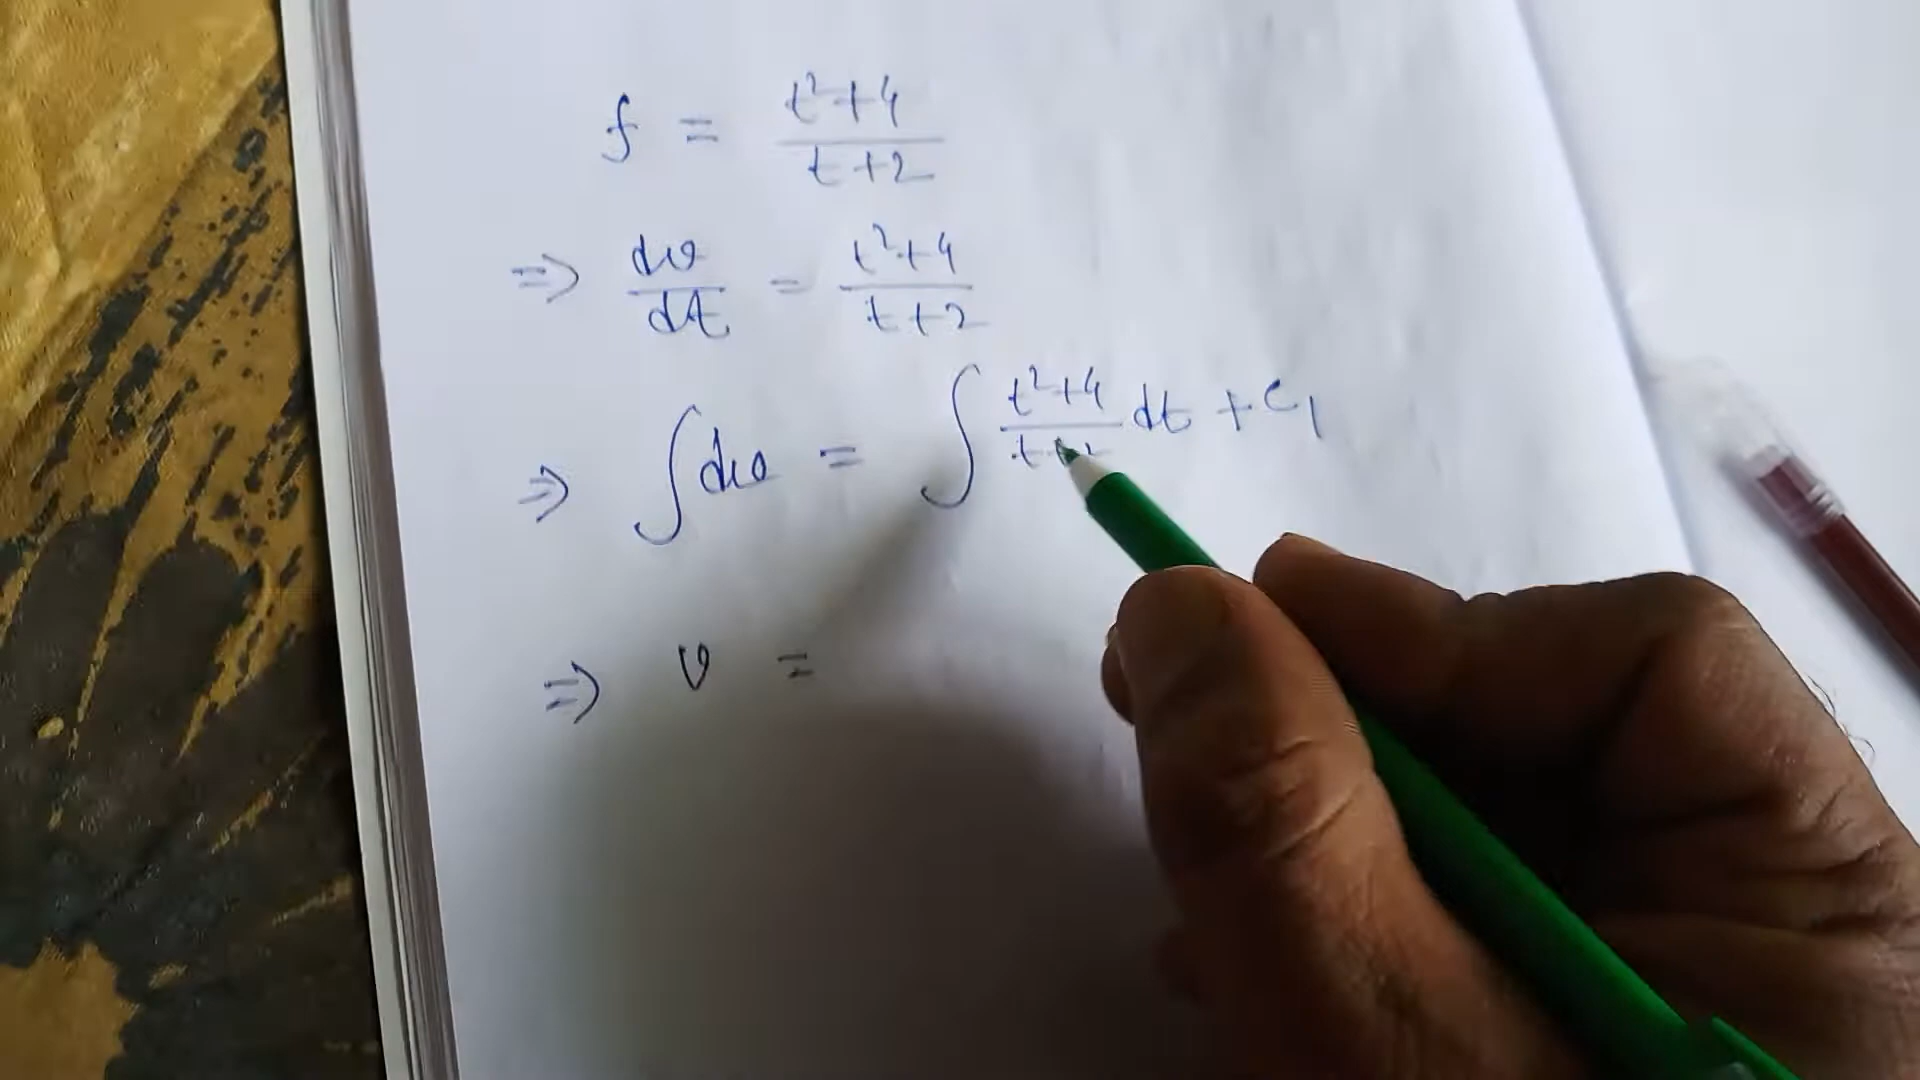 f = (t²+4)/(t+2)
⇒ dv/dt = (t²+4)/(t+2)
⇒ ∫dv = ∫ (t²+4)/(t+2) dt + c₁
⇒ v =